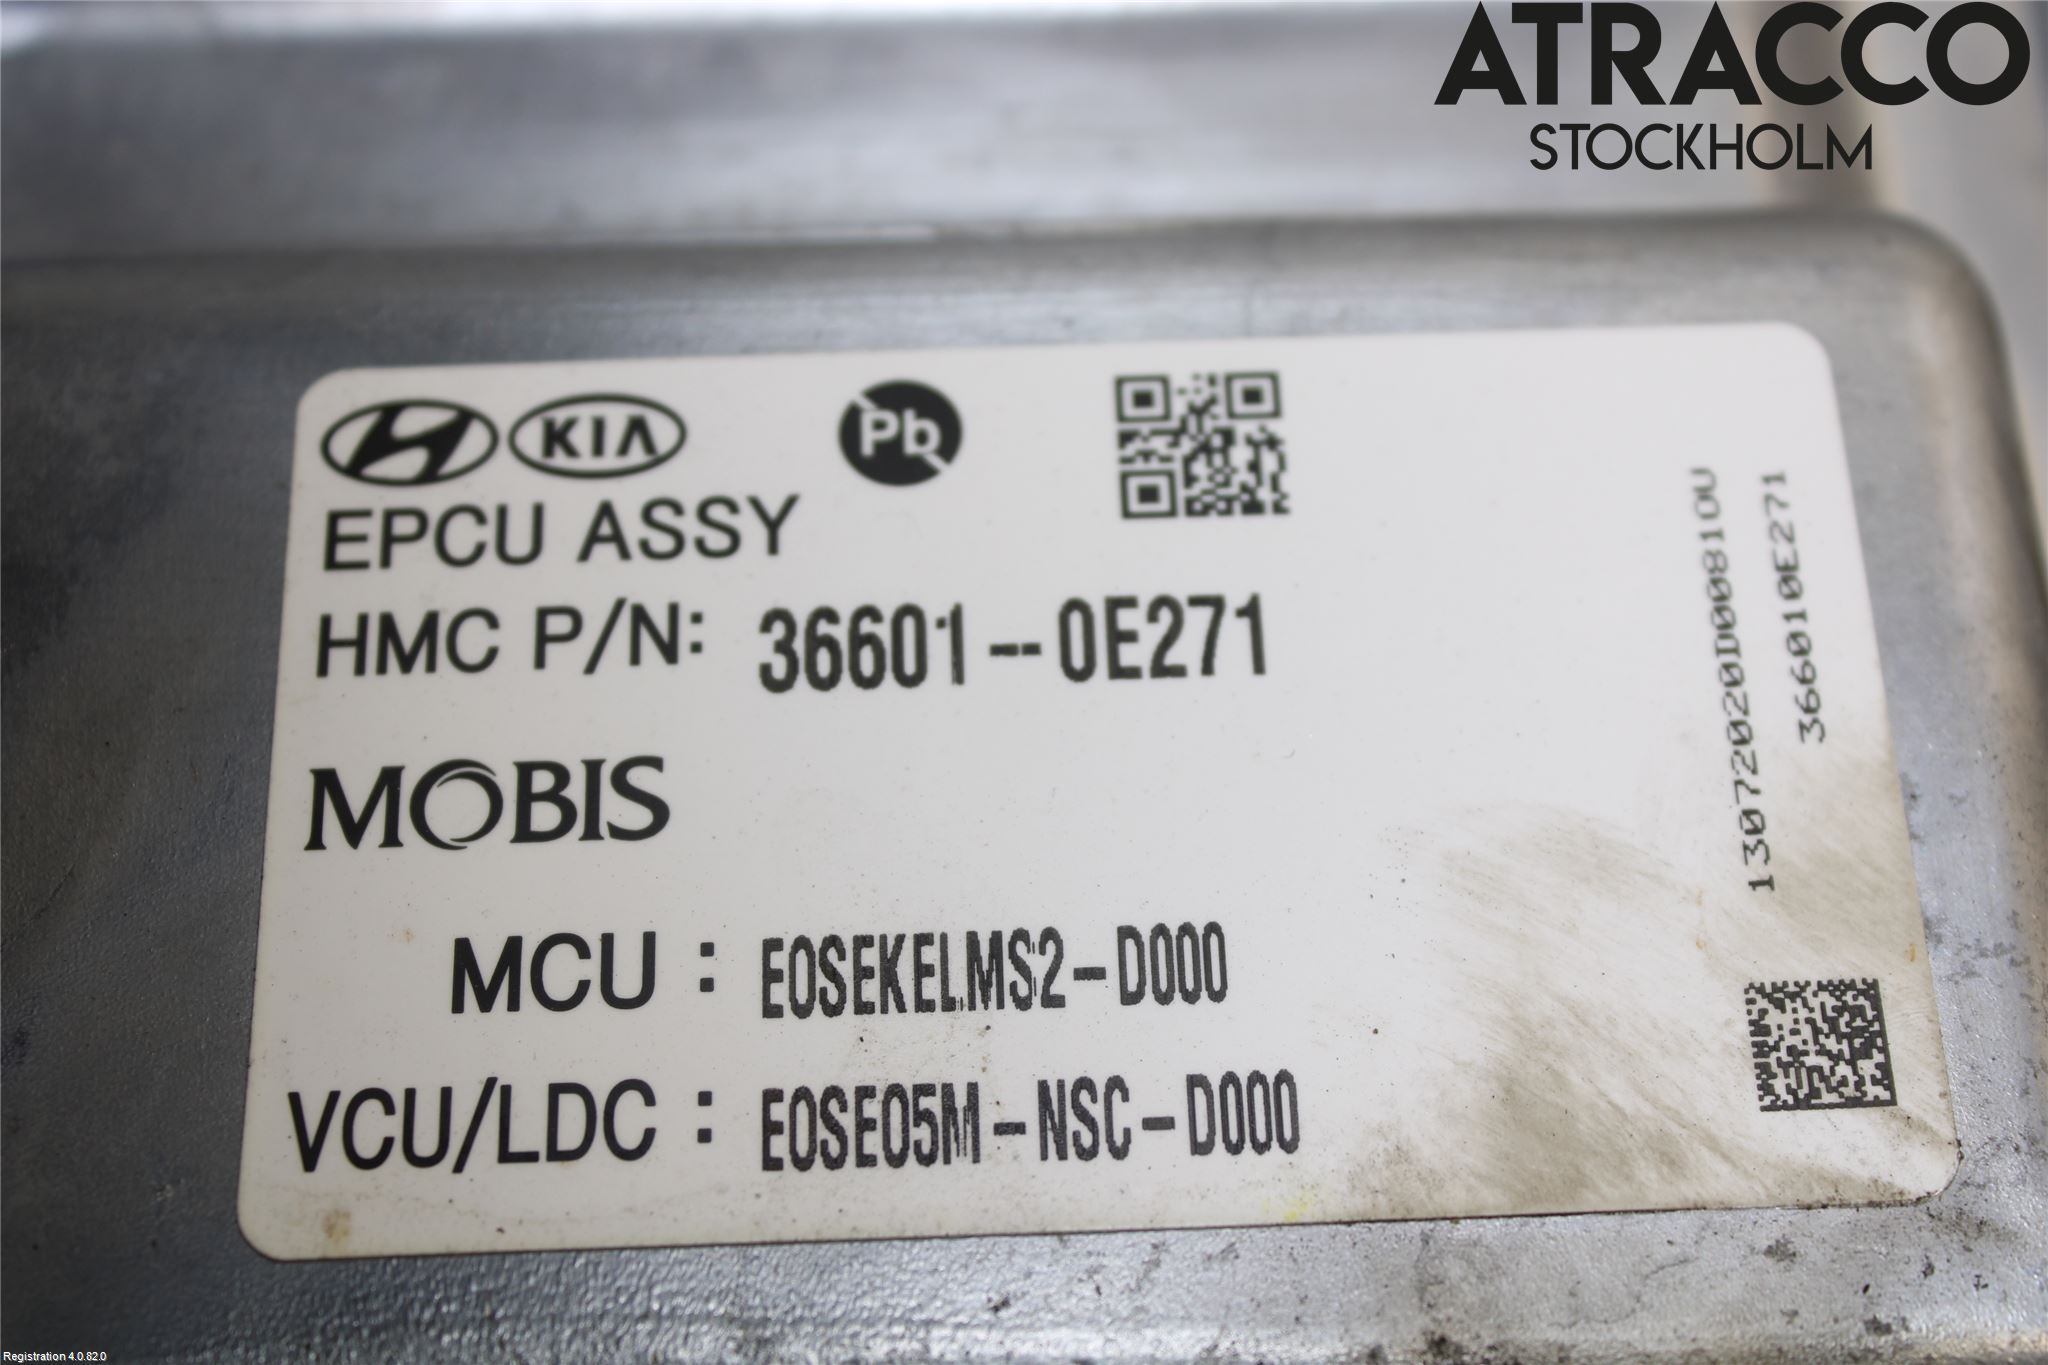 ATRACCO
STOCKHOLM
KIA
Pb
EPCU ASSY
HMC P/N: 36601--0E271
MOBIS
MCU : E0SEKELMS2-D000
VCU/LDC : E0SE05M-NSC-D000
13072020D00810U
366010E271
Registration 4.0.82.0